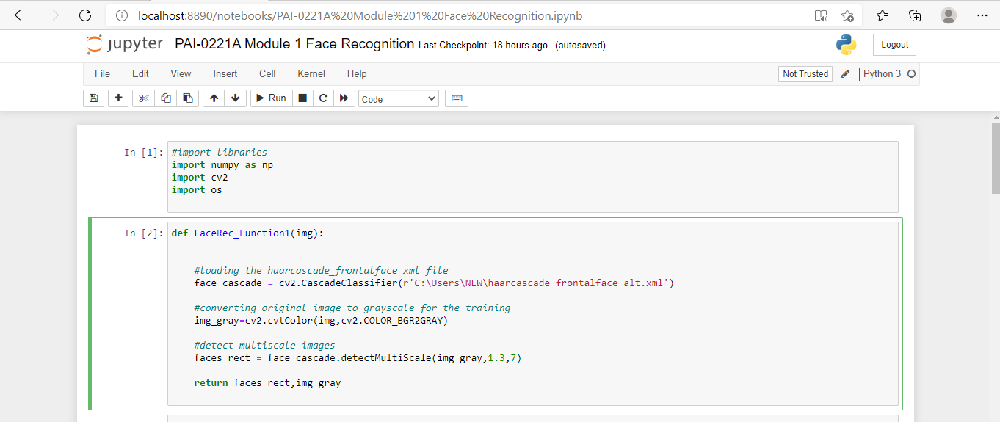 localhost:8890/notebooks/PAI-0221A%20Module%201%20Face%20Recognition.ipynb
jupyter PAI-0221A Module 1 Face Recognition Last Checkpoint: 18 hours ago (autosaved)
Logout
File Edit View Insert Cell Kernel Help
Not Trusted Python 3
Run Code
In [1]: #import libraries
import numpy as np
import cv2
import os
In [2]: def FaceRec_Function1(img):
#loading the haarcascade_frontalface xml file
face_cascade = cv2.CascadeClassifier(r'C:\Users\NEW\haarcascade_frontalface_alt.xml')
#converting original image to grayscale for the training
img_gray=cv2.cvtColor(img,cv2.COLOR_BGR2GRAY)
#detect multiscale images
faces_rect = face_cascade.detectMultiScale(img_gray,1.3,7)
return faces_rect,img_gray